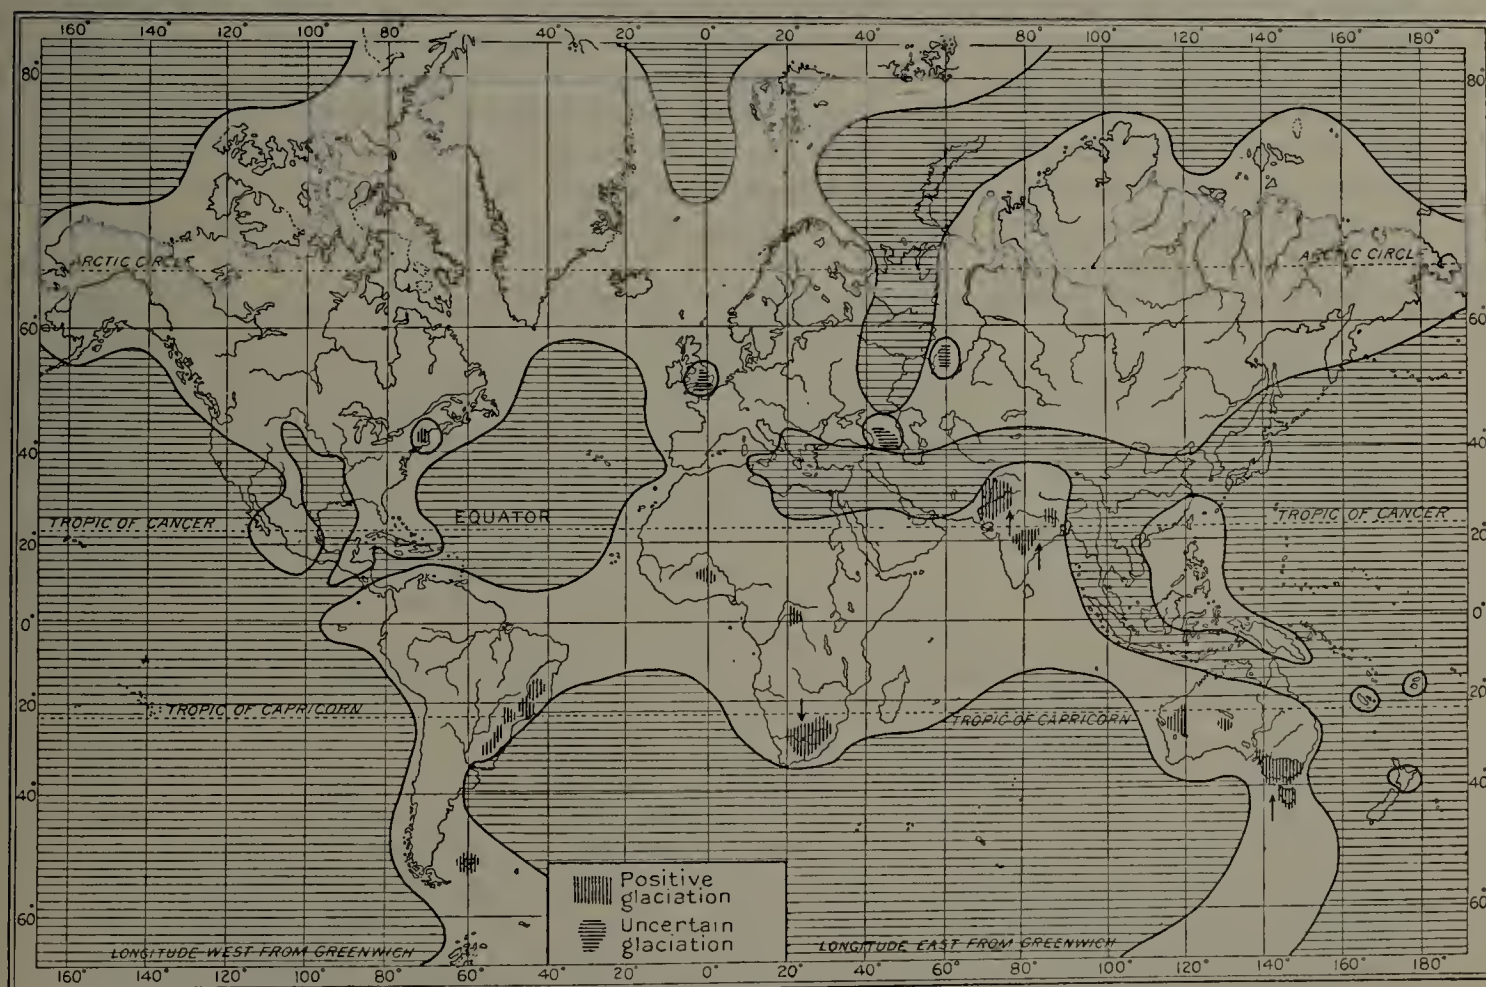 160° 140° 120° 100° 80° 40° 20° 0° 20° 40° 60° 80° 100° 120° 140° 160° 180°
80° 80°
ARCTIC CIRCLE ARCTIC CIRCLE
60° 60°
40° 40°
TROPIC OF CANCER EQUATOR TROPIC OF CANCER
20° 20°
0° 0°
20° TROPIC OF CAPRICORN TROPIC OF CAPRICORN 20°
40° 40°
Positive
glaciation
Uncertain
glaciation
60° 60°
LONGITUDE WEST FROM GREENWICH LONGITUDE EAST FROM GREENWICH
160° 140° 120° 100° 80° 60° 40° 20° 0° 20° 40° 60° 80° 100° 120° 140° 160° 180°